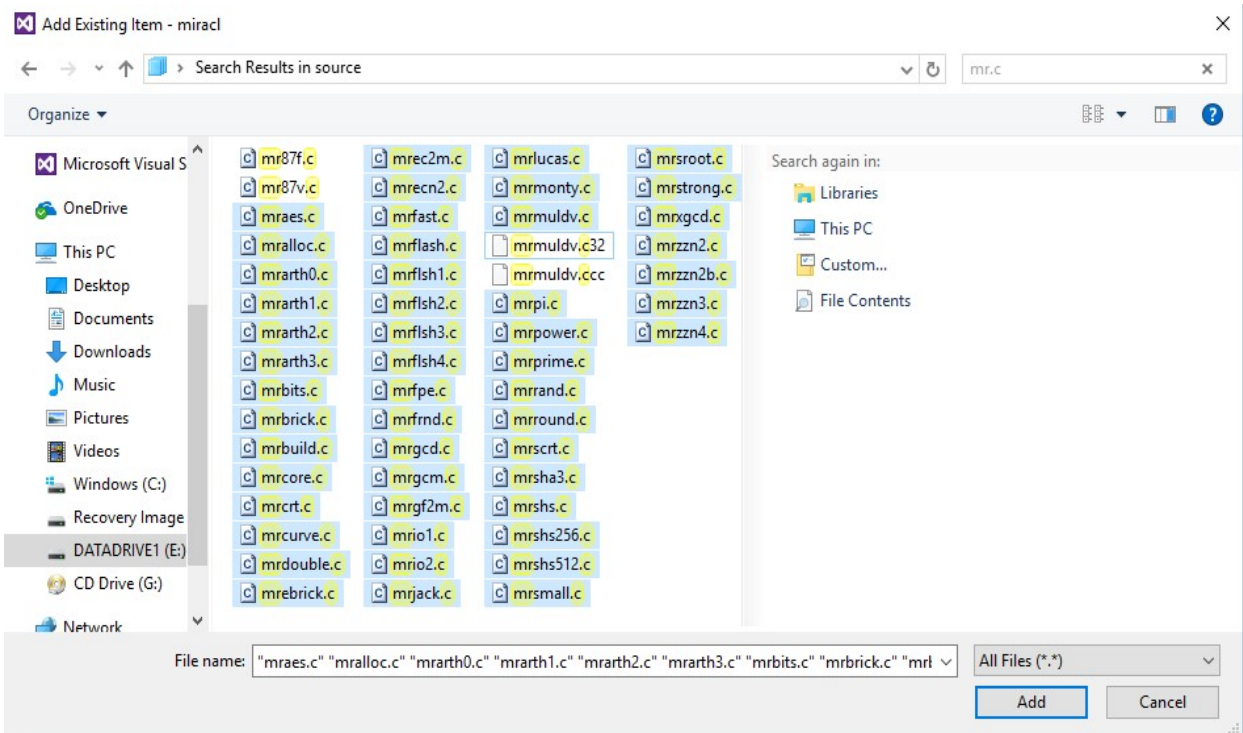 Add Existing Item - miracl
Search Results in source
mr.c
Organize
Microsoft Visual S
OneDrive
This PC
Desktop
Documents
Downloads
Music
Pictures
Videos
Windows (C:)
Recovery Image
DATADRIVE1 (E:)
CD Drive (G:)
Network
mr87f.c
mr87v.c
mraes.c
mralloc.c
mrarth0.c
mrarth1.c
mrarth2.c
mrarth3.c
mrbits.c
mrbrick.c
mrbuild.c
mrcore.c
mrcrt.c
mrcurve.c
mrdouble.c
mrebrick.c
mrec2m.c
mrecn2.c
mrfast.c
mrflash.c
mrflsh1.c
mrflsh2.c
mrflsh3.c
mrflsh4.c
mrfpe.c
mrfrnd.c
mrgcd.c
mrgcm.c
mrgf2m.c
mrio1.c
mrio2.c
mrjack.c
mrlucas.c
mrmonty.c
mrmuldv.c
mrmuldv.c32
mrmuldv.ccc
mrpi.c
mrpower.c
mrprime.c
mrrand.c
mrround.c
mrscrt.c
mrsha3.c
mrshs.c
mrshs256.c
mrshs512.c
mrsmall.c
mrsroot.c
mrstrong.c
mrxgcd.c
mrzzn2.c
mrzzn2b.c
mrzzn3.c
mrzzn4.c
Search again in:
Libraries
This PC
Custom...
File Contents
File name: "mraes.c" "mralloc.c" "mrarth0.c" "mrarth1.c" "mrarth2.c" "mrarth3.c" "mrbits.c" "mrbrick.c" "mrb
All Files (*.*)
Add
Cancel